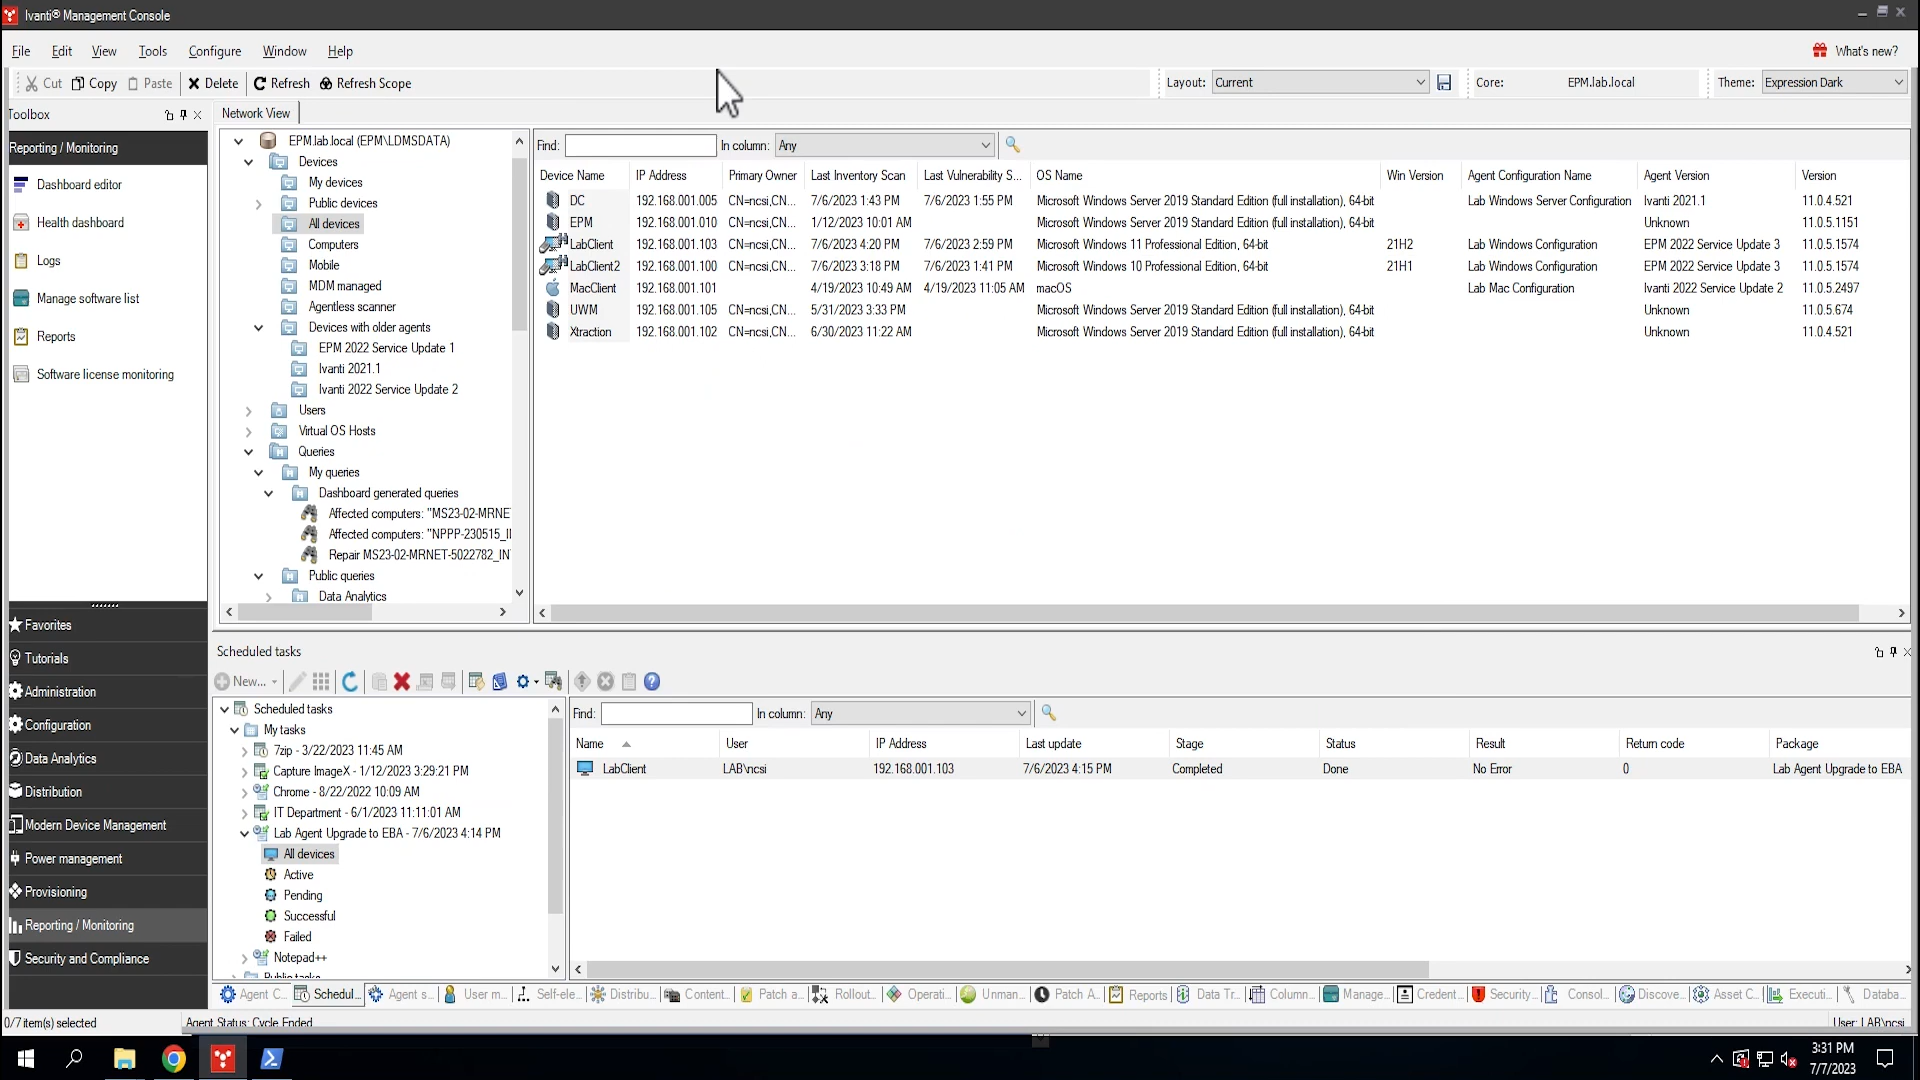 Ivanti® Management Console
File Edit View Tools Configure Window Help What's new?
Cut Copy Paste Delete Refresh Refresh Scope Layout: Current Core: EPM.lab.local Theme: Expression Dark
Toolbox
Reporting / Monitoring
Dashboard editor
Health dashboard
Logs
Manage software list
Reports
Software license monitoring
Favorites
Tutorials
Administration
Configuration
Data Analytics
Distribution
Modern Device Management
Power management
Provisioning
Reporting / Monitoring
Security and Compliance
Network View
EPM.lab.local (EPM\LDMSDATA)
Devices
My devices
Public devices
All devices
Computers
Mobile
MDM managed
Agentless scanner
Devices with older agents
EPM 2022 Service Update 1
Ivanti 2021.1
Ivanti 2022 Service Update 2
Users
Virtual OS Hosts
Queries
My queries
Dashboard generated queries
Affected computers: "MS23-02-MRNE
Affected computers: "NPPP-230515_I
Repair MS23-02-MRNET-5022782_IN
Public queries
Data Analytics
Find: In column: Any
Device Name IP Address Primary Owner Last Inventory Scan Last Vulnerability S... OS Name Win Version Agent Configuration Name Agent Version Version
DC 192.168.001.005 CN=ncsi,CN... 7/6/2023 1:43 PM 7/6/2023 1:55 PM Microsoft Windows Server 2019 Standard Edition (full installation), 64-bit Lab Windows Server Configuration Ivanti 2021.1 11.0.4.521
EPM 192.168.001.010 CN=ncsi,CN... 1/12/2023 10:01 AM Microsoft Windows Server 2019 Standard Edition (full installation), 64-bit Unknown 11.0.5.1151
LabClient 192.168.001.103 CN=ncsi,CN... 7/6/2023 4:20 PM 7/6/2023 2:59 PM Microsoft Windows 11 Professional Edition, 64-bit 21H2 Lab Windows Configuration EPM 2022 Service Update 3 11.0.5.1574
LabClient2 192.168.001.100 CN=ncsi,CN... 7/6/2023 3:18 PM 7/6/2023 1:41 PM Microsoft Windows 10 Professional Edition, 64-bit 21H1 Lab Windows Configuration EPM 2022 Service Update 3 11.0.5.1574
MacClient 192.168.001.101 4/19/2023 10:49 AM 4/19/2023 11:05 AM macOS Lab Mac Configuration Ivanti 2022 Service Update 2 11.0.5.2497
UWM 192.168.001.105 CN=ncsi,CN... 5/31/2023 3:33 PM Microsoft Windows Server 2019 Standard Edition (full installation), 64-bit Unknown 11.0.5.674
Xtraction 192.168.001.102 CN=ncsi,CN... 6/30/2023 11:22 AM Microsoft Windows Server 2019 Standard Edition (full installation), 64-bit Unknown 11.0.4.521
Scheduled tasks
New...
Scheduled tasks
My tasks
7zip - 3/22/2023 11:45 AM
Capture ImageX - 1/12/2023 3:29:21 PM
Chrome - 8/22/2022 10:09 AM
IT Department - 6/1/2023 11:11:01 AM
Lab Agent Upgrade to EBA - 7/6/2023 4:14 PM
All devices
Active
Pending
Successful
Failed
Notepad++
Public tasks
Find: In column: Any
Name User IP Address Last update Stage Status Result Return code Package
LabClient LAB\ncsi 192.168.001.103 7/6/2023 4:15 PM Completed Done No Error 0 Lab Agent Upgrade to EBA
Agent C... Schedul... Agent s... User m... Self-ele... Distribu... Content... Patch a... Rollout... Operati... Unman... Patch A... Reports Data Tr... Column... Manage... Credent... Security... Consol... Discove... Asset C... Executi... Databa...
0/7 item(s) selected Agent Status: Cycle Ended User: LAB\ncsi
3:31 PM
7/7/2023